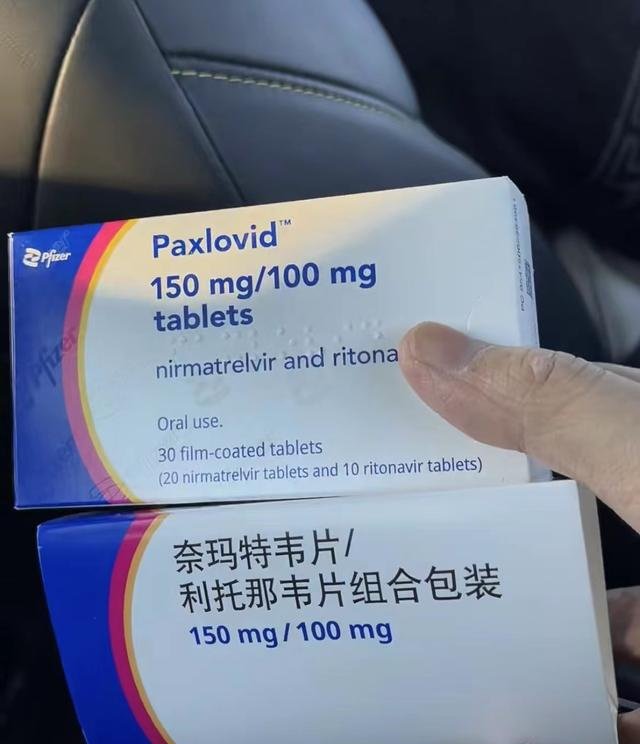 Pfizer
Paxlovid™
150 mg/100 mg
tablets
nirmatrelvir and ritona
Oral use.
30 film-coated tablets
(20 nirmatrelvir tablets and 10 ritonavir tablets)
奈玛特韦片/
利托那韦片组合包装
150 mg/100 mg